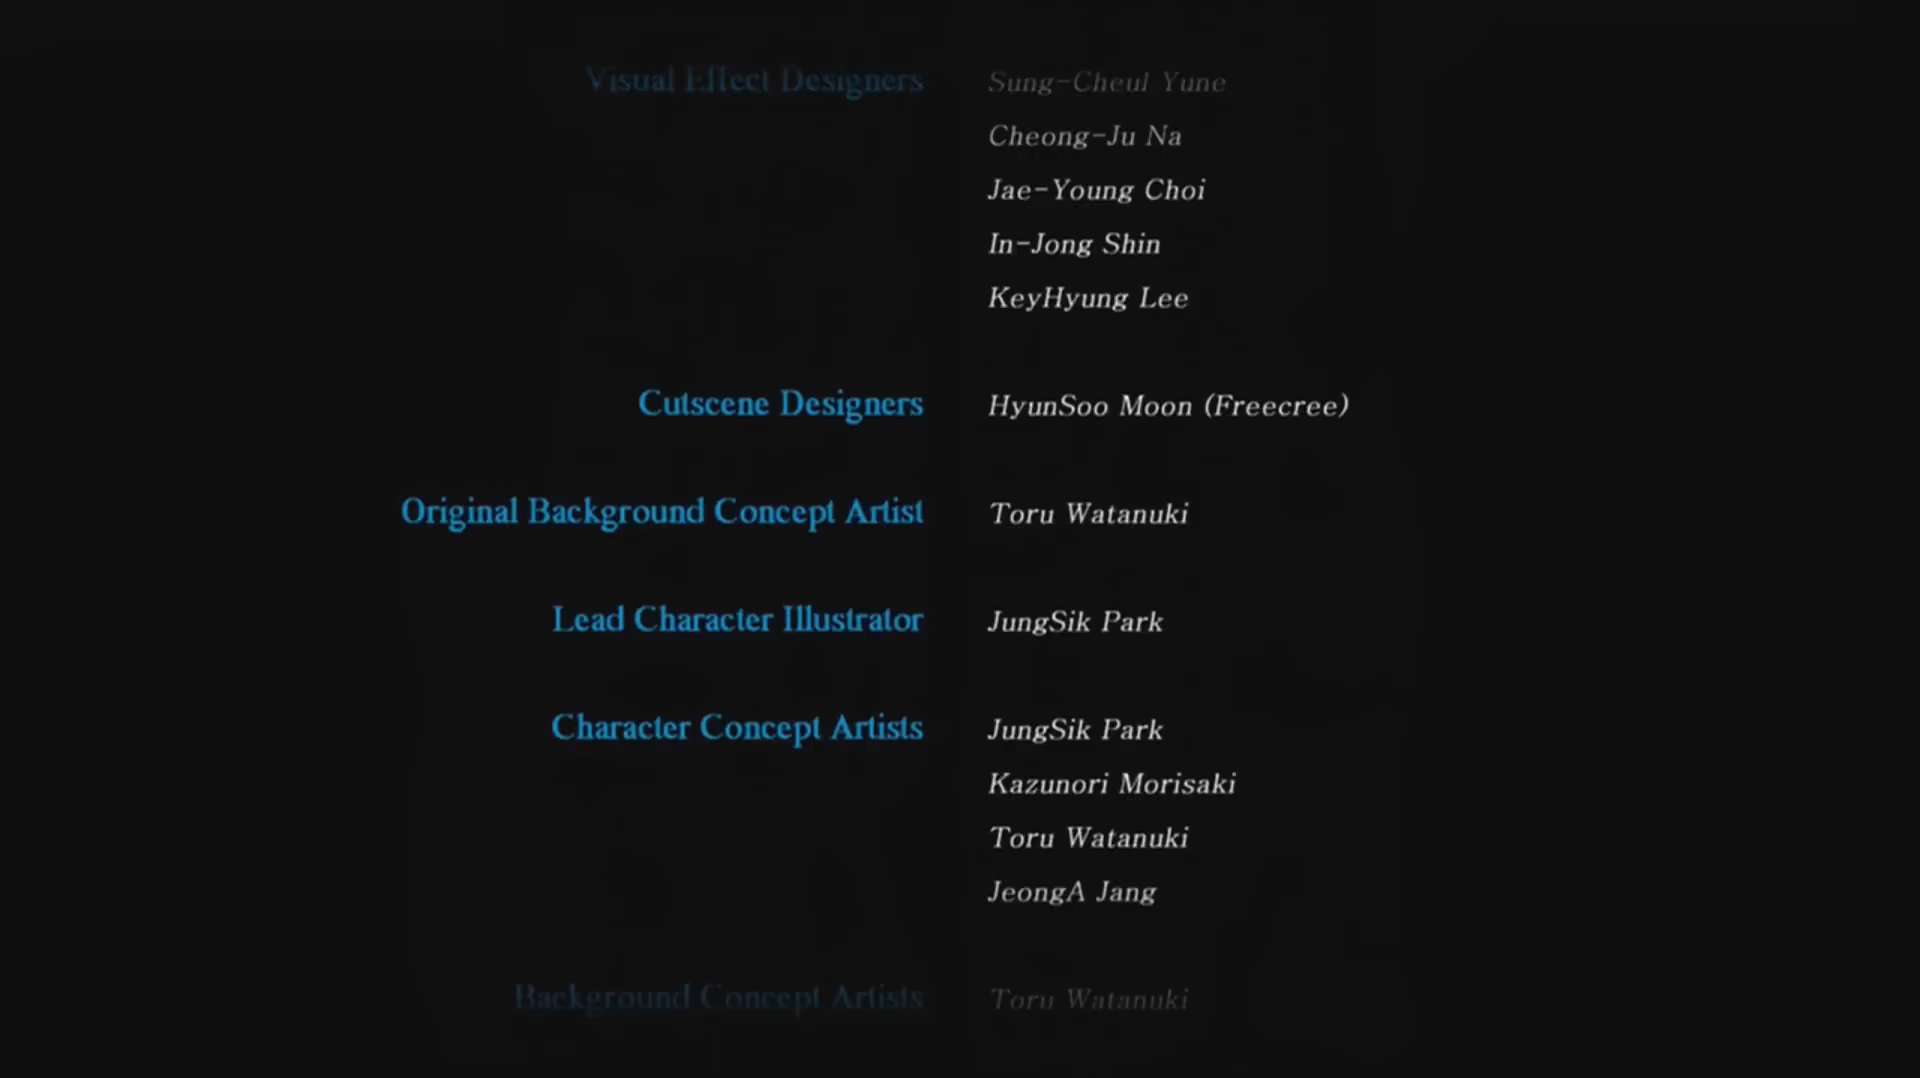 Visual Effect Designers Sung-Cheul Yune
Cheong-Ju Na
Jae-Young Choi
In-Jong Shin
KeyHyung Lee
Cutscene Designers HyunSoo Moon (Freecree)
Original Background Concept Artist Toru Watanuki
Lead Character Illustrator JungSik Park
Character Concept Artists JungSik Park
Kazunori Morisaki
Toru Watanuki
JeongA Jang
Background Concept Artists Toru Watanuki